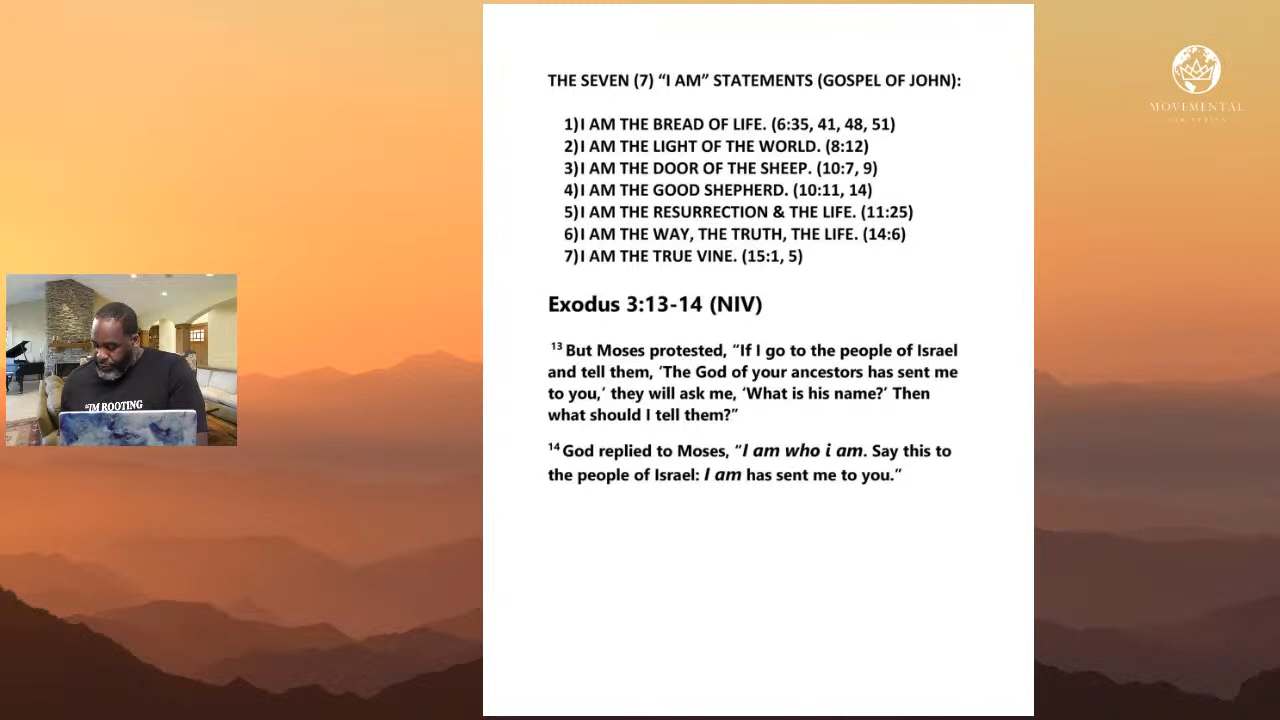 THE SEVEN (7) “I AM” STATEMENTS (GOSPEL OF JOHN):
1) I AM THE BREAD OF LIFE. (6:35, 41, 48, 51)
2) I AM THE LIGHT OF THE WORLD. (8:12)
3) I AM THE DOOR OF THE SHEEP. (10:7, 9)
4) I AM THE GOOD SHEPHERD. (10:11, 14)
5) I AM THE RESURRECTION & THE LIFE. (11:25)
6) I AM THE WAY, THE TRUTH, THE LIFE. (14:6)
7) I AM THE TRUE VINE. (15:1, 5)
Exodus 3:13-14 (NIV)
13 But Moses protested, “If I go to the people of Israel
and tell them, ‘The God of your ancestors has sent me
to you,’ they will ask me, ‘What is his name?’ Then
what should I tell them?”
14 God replied to Moses, “I am who i am. Say this to
the people of Israel: I am has sent me to you.”
MOVEMENTAL
“IM ROOTING